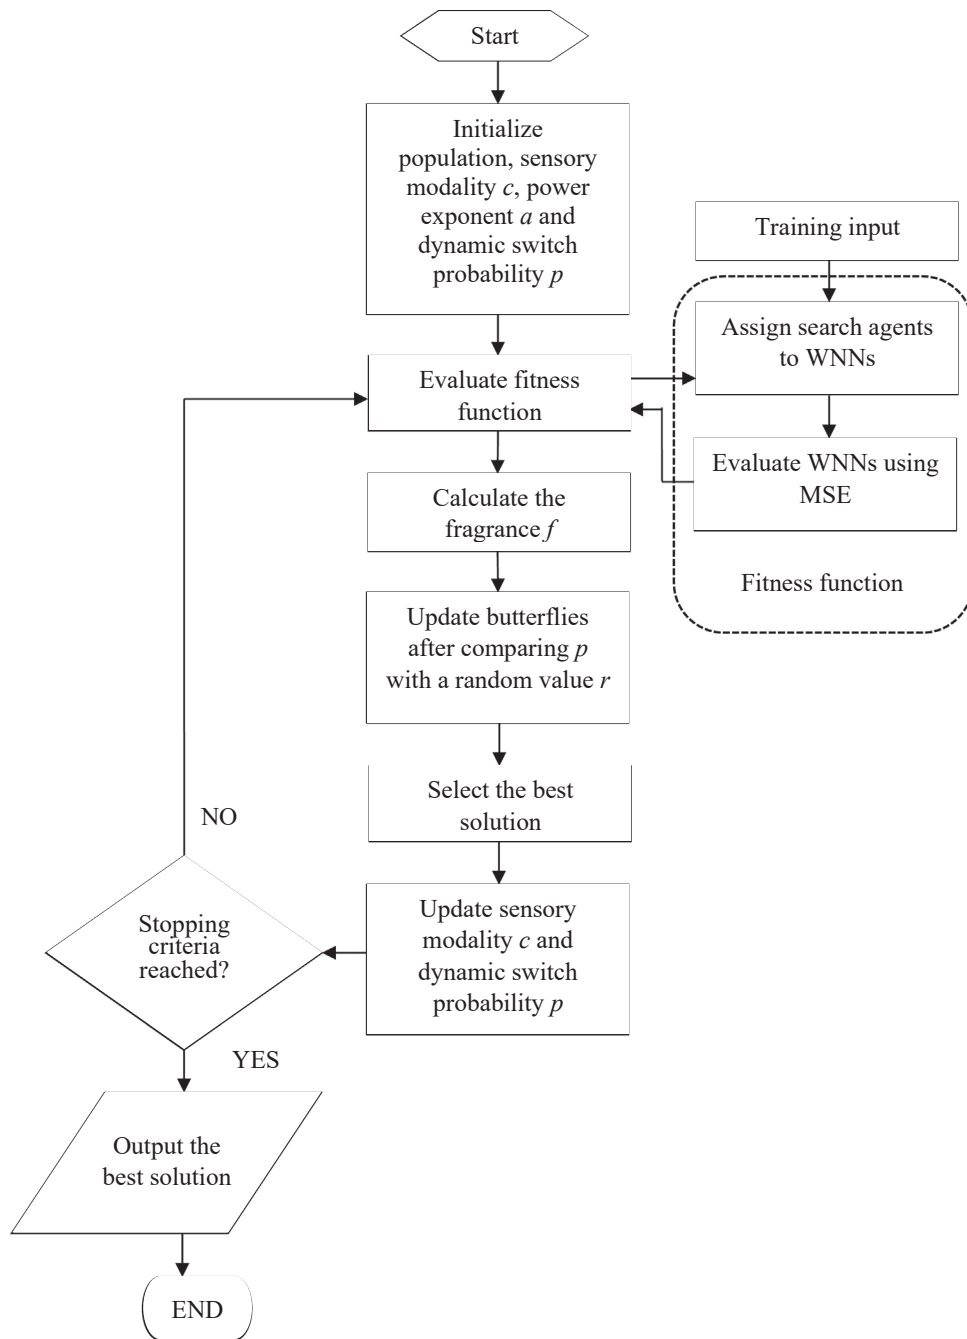 Start
Initialize
population, sensory
modality c, power
exponent a and
dynamic switch
probability p
Training input
Assign search agents
to WNNs
Evaluate fitness
function
Evaluate WNNs using
MSE
Calculate the
fragrance f
Fitness function
Update butterflies
after comparing p
with a random value r
Select the best
solution
NO
Update sensory
modality c and
dynamic switch
probability p
Stopping
criteria
reached?
YES
Output the
best solution
END